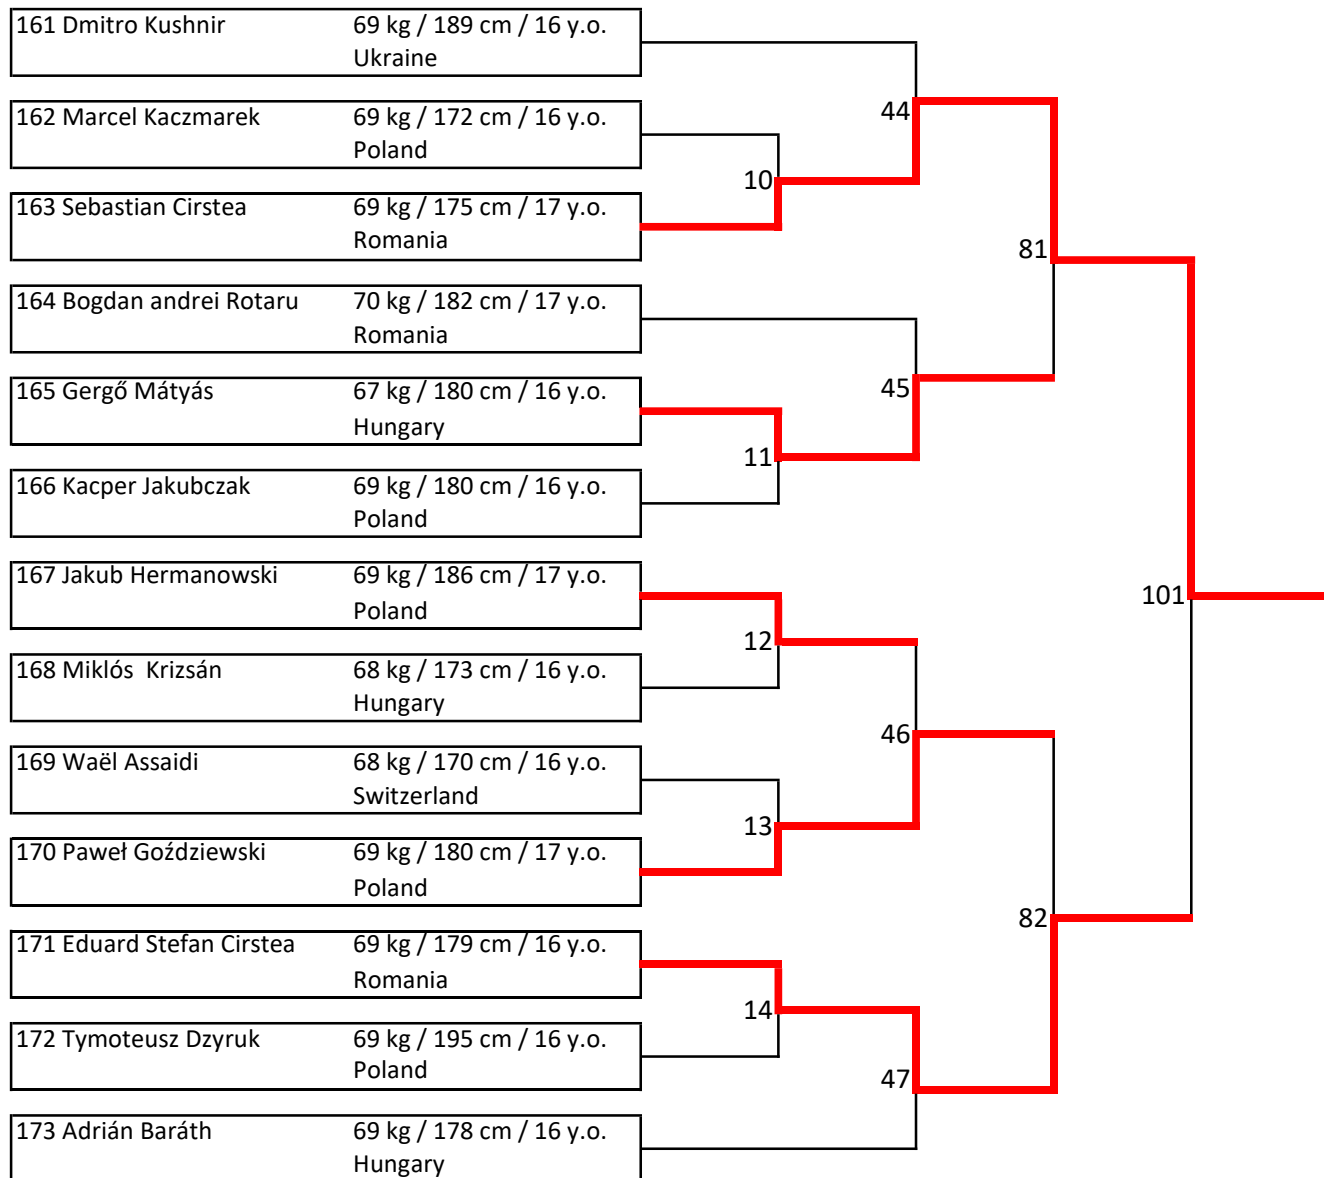 161 Dmitro Kushnir 69 kg / 189 cm / 16 y.o.
Ukraine
162 Marcel Kaczmarek 69 kg / 172 cm / 16 y.o.
44
Poland
10
163 Sebastian Cirstea 69 kg / 175 cm / 17 y.o.
Romania
81
164 Bogdan andrei Rotaru 70 kg / 182 cm / 17 y.o.
Romania
165 Gergő Mátyás 67 kg / 180 cm / 16 y.o.
45
Hungary
11
166 Kacper Jakubczak 69 kg / 180 cm / 16 y.o.
Poland
167 Jakub Hermanowski 69 kg / 186 cm / 17 y.o.
101
Poland
12
168 Miklós  Krizsán 68 kg / 173 cm / 16 y.o.
Hungary
46
169 Waël Assaidi 68 kg / 170 cm / 16 y.o.
Switzerland
13
170 Paweł Goździewski 69 kg / 180 cm / 17 y.o.
Poland
82
171 Eduard Stefan Cirstea 69 kg / 179 cm / 16 y.o.
Romania
14
172 Tymoteusz Dzyruk 69 kg / 195 cm / 16 y.o.
Poland
47
173 Adrián Baráth 69 kg / 178 cm / 16 y.o.
Hungary